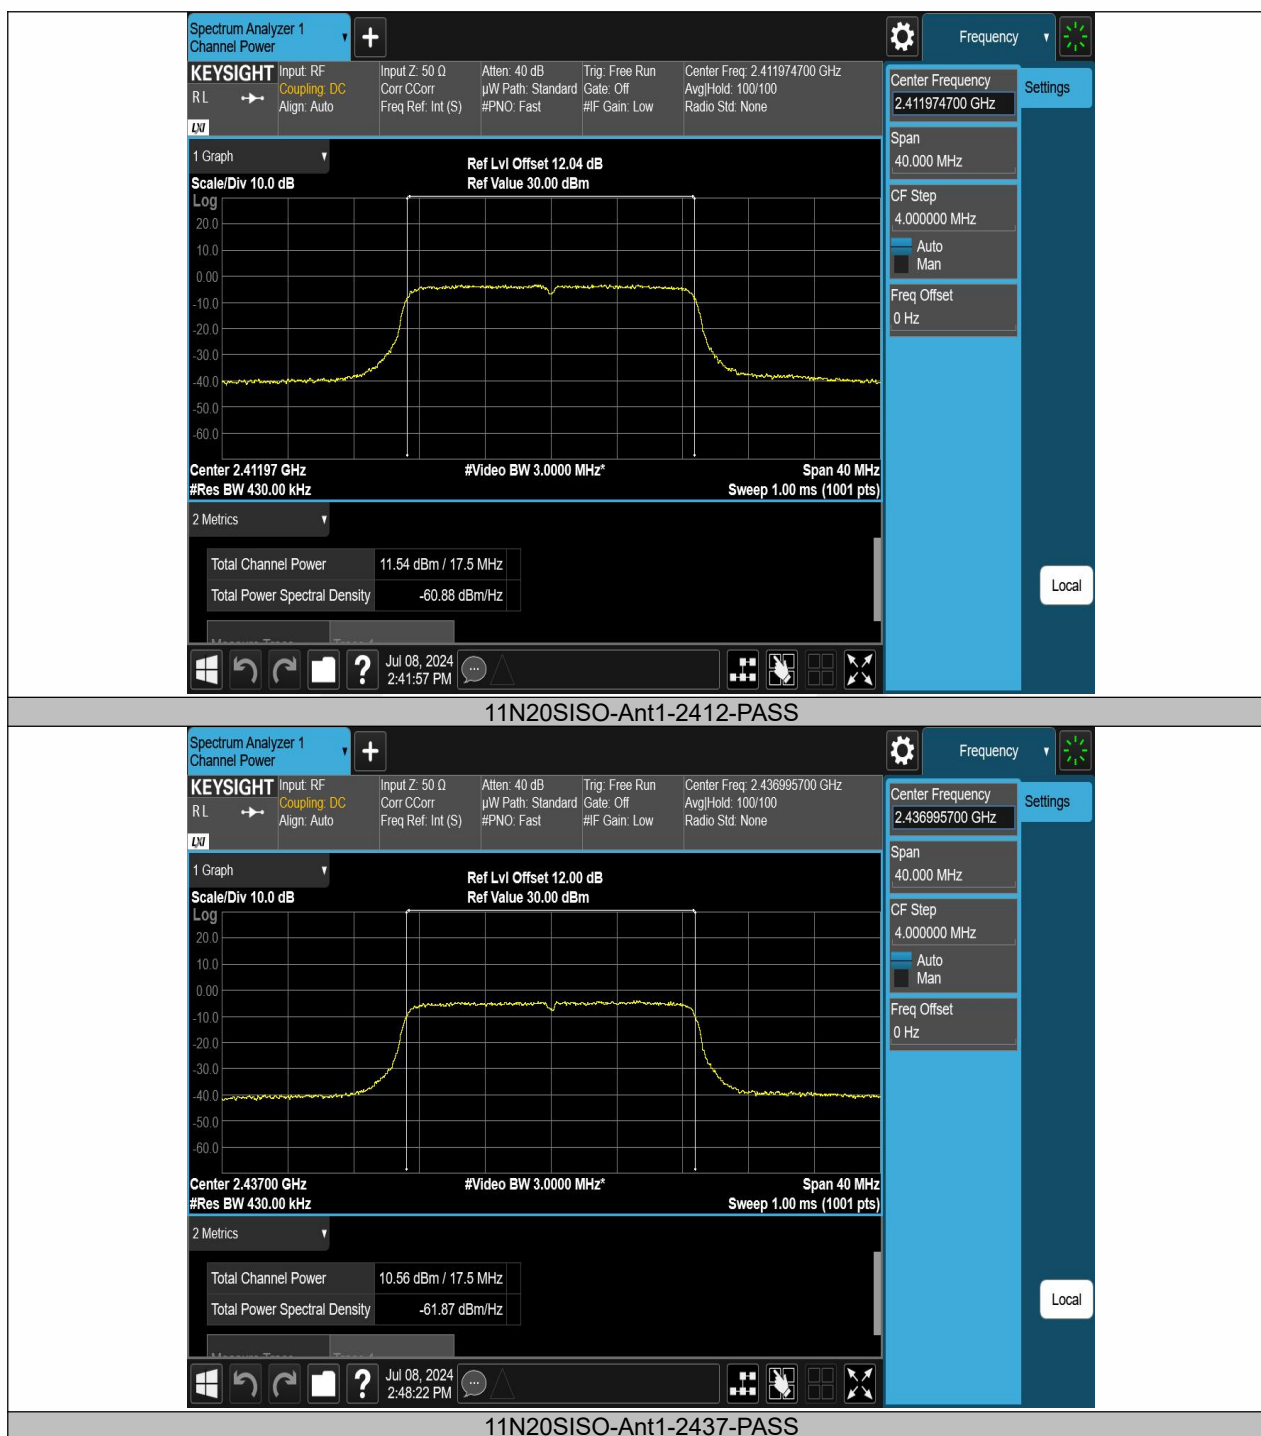 Spectrum Analyzer 1
Channel Power
Frequency
KEYSIGHT
R L
LXI
Input: RF
Coupling: DC
Align: Auto
Input Z: 50 Ω
Corr CCorr
Freq Ref: Int (S)
Atten: 40 dB
µW Path: Standard
#PNO: Fast
Trig: Free Run
Gate: Off
#IF Gain: Low
Center Freq: 2.411974700 GHz
Avg|Hold: 100/100
Radio Std: None
Center Frequency
2.411974700 GHz
Settings
Span
40.000 MHz
CF Step
4.000000 MHz
Auto
Man
Freq Offset
0 Hz
Local
1 Graph
Scale/Div 10.0 dB
Ref Lvl Offset 12.04 dB
Ref Value 30.00 dBm
Log
20.0
10.0
0.00
-10.0
-20.0
-30.0
-40.0
-50.0
-60.0
Center 2.41197 GHz
#Video BW 3.0000 MHz*
Span 40 MHz
#Res BW 430.00 kHz
Sweep 1.00 ms (1001 pts)
2 Metrics
Total Channel Power 11.54 dBm / 17.5 MHz
Total Power Spectral Density -60.88 dBm/Hz
?
Jul 08, 2024
2:41:57 PM
11N20SISO-Ant1-2412-PASS
Spectrum Analyzer 1
Channel Power
Frequency
KEYSIGHT
R L
LXI
Input: RF
Coupling: DC
Align: Auto
Input Z: 50 Ω
Corr CCorr
Freq Ref: Int (S)
Atten: 40 dB
µW Path: Standard
#PNO: Fast
Trig: Free Run
Gate: Off
#IF Gain: Low
Center Freq: 2.436995700 GHz
Avg|Hold: 100/100
Radio Std: None
Center Frequency
2.436995700 GHz
Settings
Span
40.000 MHz
CF Step
4.000000 MHz
Auto
Man
Freq Offset
0 Hz
Local
1 Graph
Scale/Div 10.0 dB
Ref Lvl Offset 12.00 dB
Ref Value 30.00 dBm
Log
20.0
10.0
0.00
-10.0
-20.0
-30.0
-40.0
-50.0
-60.0
Center 2.43700 GHz
#Video BW 3.0000 MHz*
Span 40 MHz
#Res BW 430.00 kHz
Sweep 1.00 ms (1001 pts)
2 Metrics
Total Channel Power 10.56 dBm / 17.5 MHz
Total Power Spectral Density -61.87 dBm/Hz
?
Jul 08, 2024
2:48:22 PM
11N20SISO-Ant1-2437-PASS